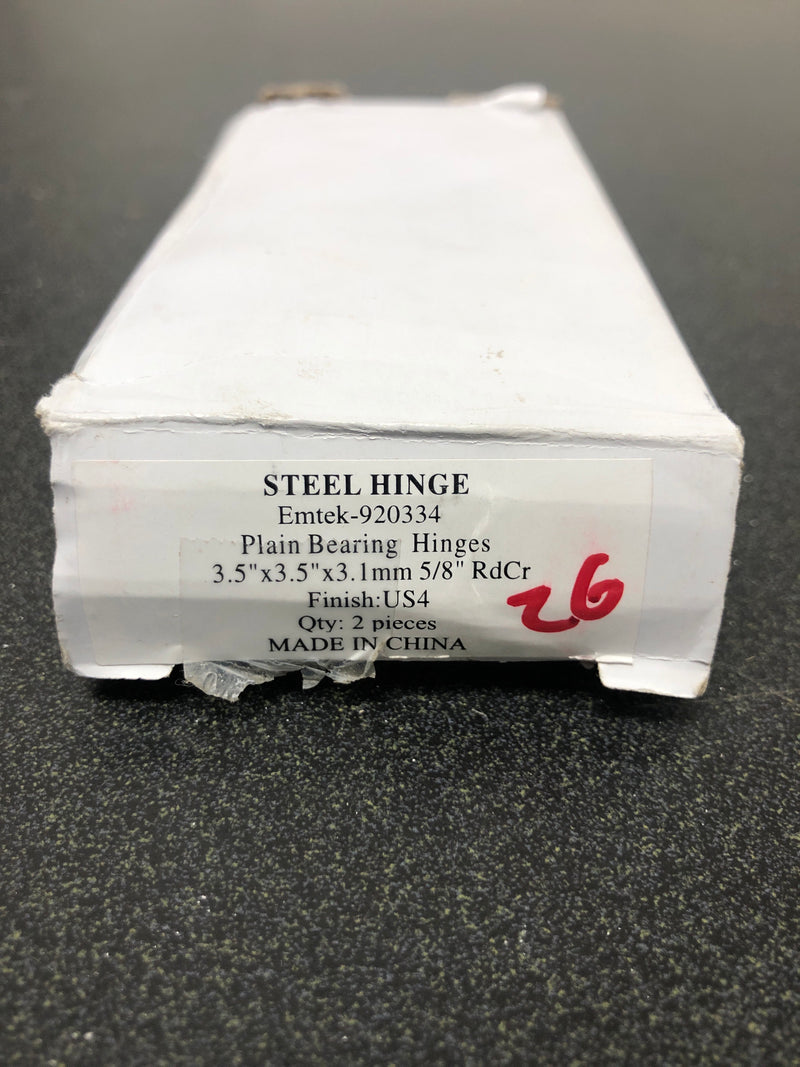 STEEL HINGE
Emtek-920334
Plain Bearing Hinges
3.5"x3.5"x3.1mm 5/8" RdCr
Finish:US4
Qty: 2 pieces
MADE IN CHINA
26